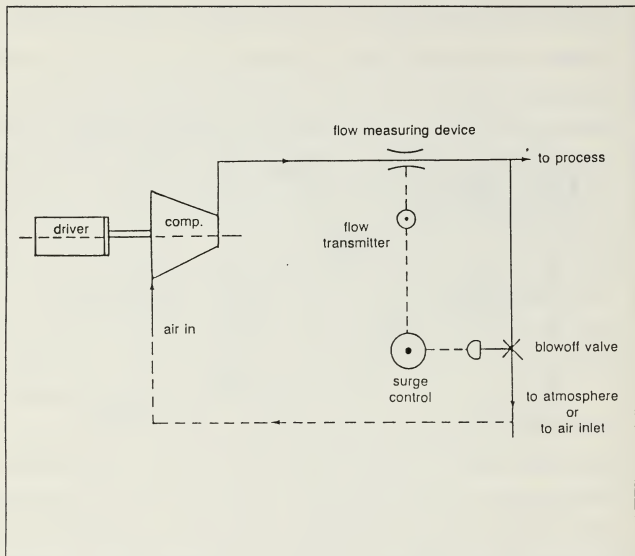 flow measuring device
to process
driver
comp.
flow
transmitter
air in
blowoff valve
surge
control
to atmosphere
or
to air inlet